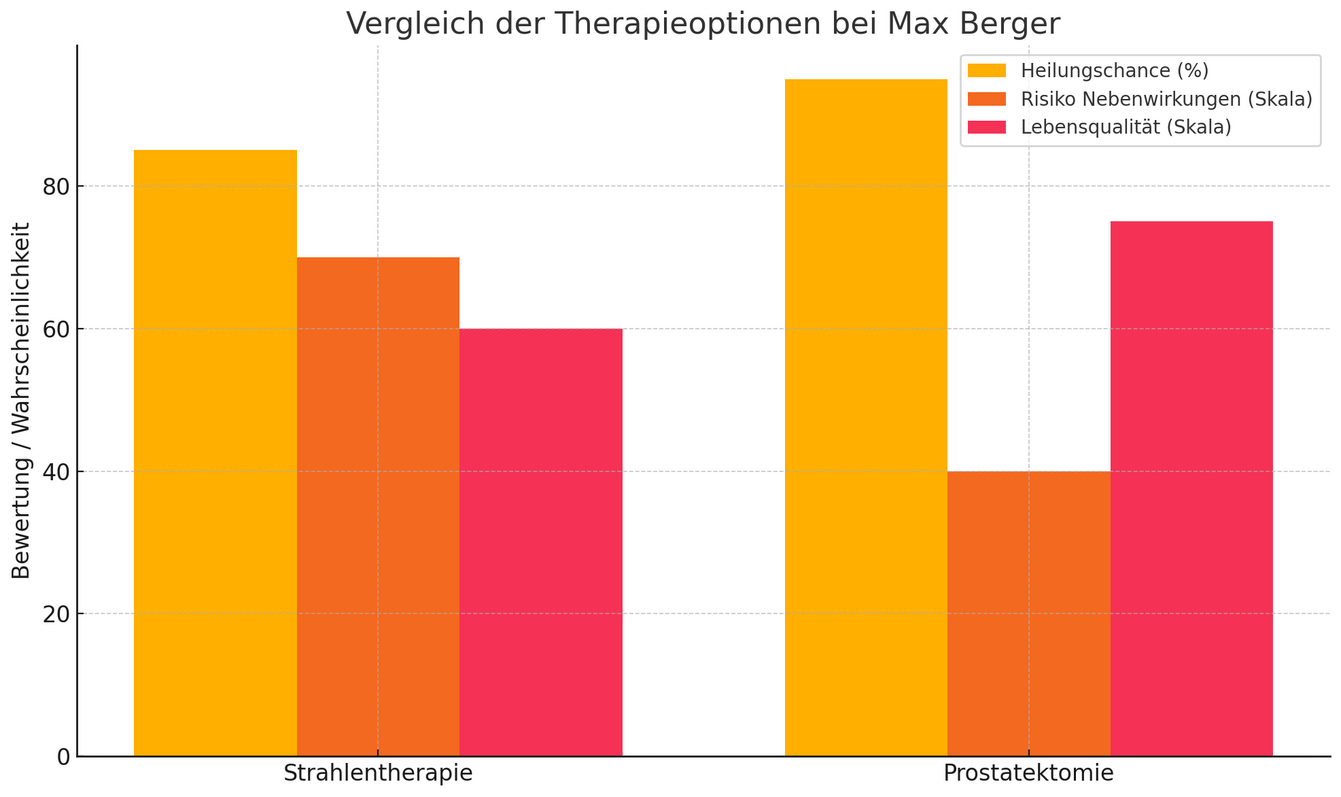 Vergleich der Therapieoptionen bei Max Berger
Heilungschance (%)
Risiko Nebenwirkungen (Skala)
Lebensqualität (Skala)
Bewertung / Wahrscheinlichkeit
80
60
40
20
0
Strahlentherapie
Prostatektomie